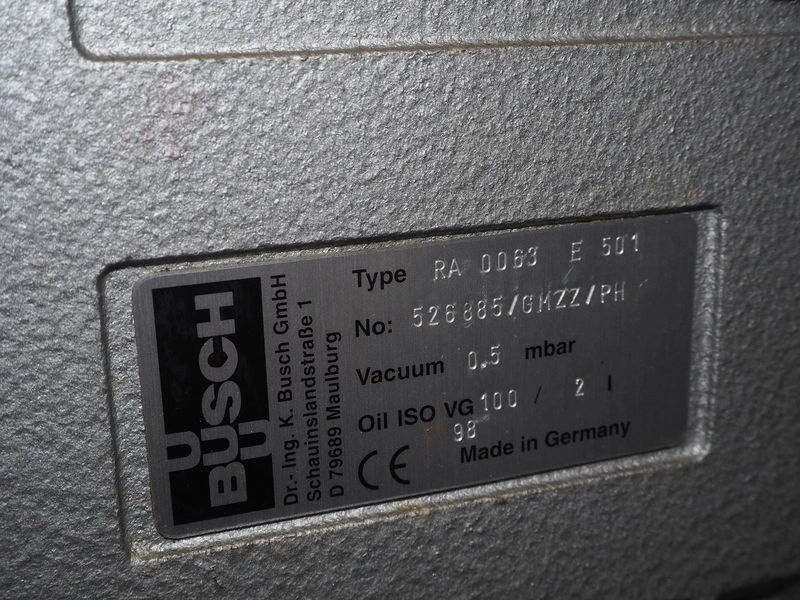 BUSCH
Dr.- Ing. K. Busch GmbH
Schauinslandstraße 1
D 79689 Maulburg
Type RA 0063 E 501
No: 526885/GMZZ/PH
Vacuum 0.5 mbar
Oil ISO VG 100 / 2 l
98
CE Made in Germany